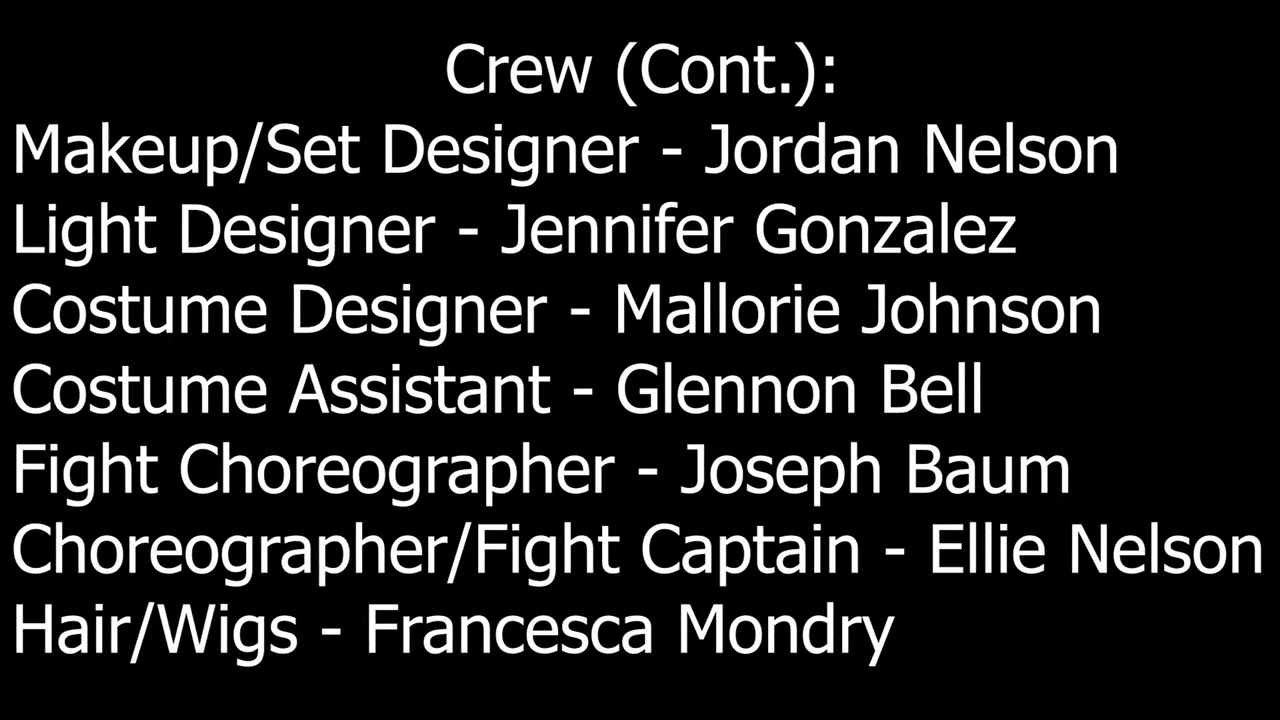 Crew (Cont.):
Makeup/Set Designer - Jordan Nelson
Light Designer - Jennifer Gonzalez
Costume Designer - Mallorie Johnson
Costume Assistant - Glennon Bell
Fight Choreographer - Joseph Baum
Choreographer/Fight Captain - Ellie Nelson
Hair/Wigs - Francesca Mondry